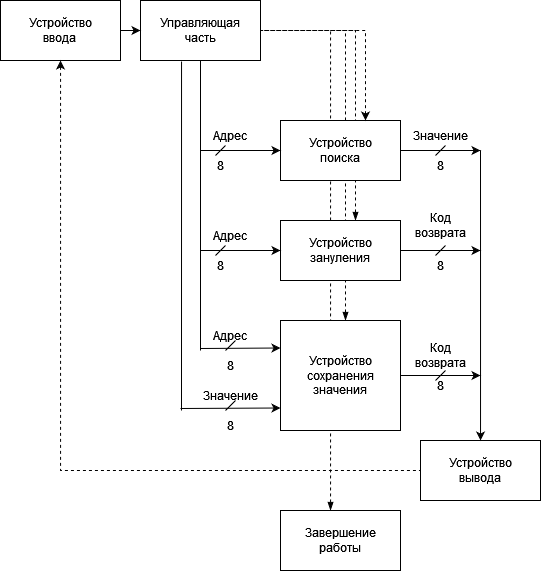 Устройство
ввода
Управляющая
часть
Адрес
8
Устройство
поиска
Значение
8
Адрес
8
Устройство
зануления
Код
возврата
8
Адрес
8
Значение
8
Устройство
сохранения
значения
Код
возврата
8
Устройство
вывода
Завершение
работы